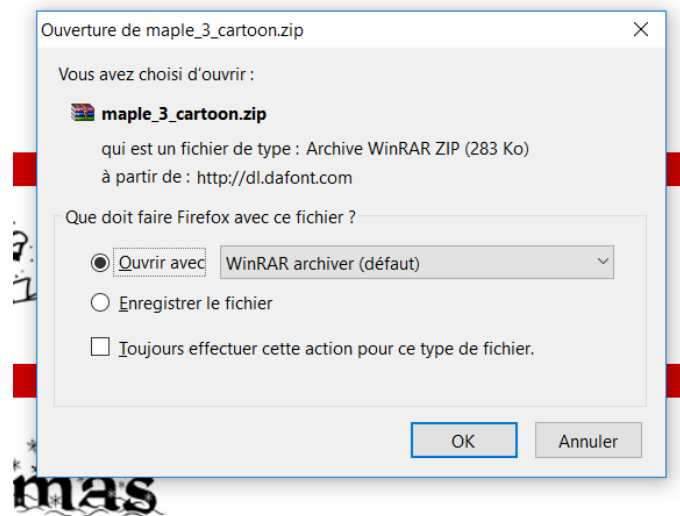 Ouverture de maple_3_cartoon.zip
Vous avez choisi d'ouvrir :
maple_3_cartoon.zip
qui est un fichier de type : Archive WinRAR ZIP (283 Ko)
à partir de : http://dl.dafont.com
Que doit faire Firefox avec ce fichier ?
Ouvrir avec WinRAR archiver (défaut)
Enregistrer le fichier
Toujours effectuer cette action pour ce type de fichier.
OK Annuler
mas